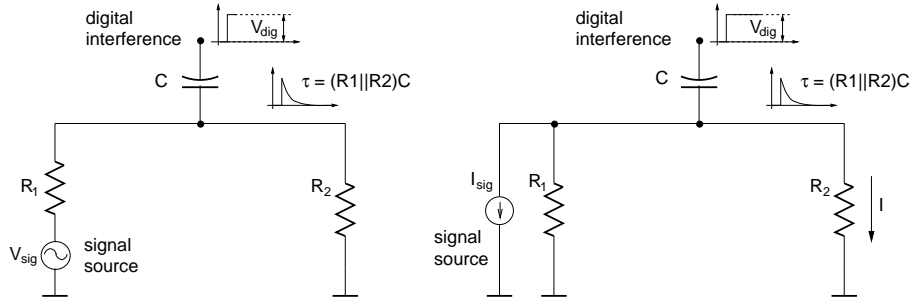 digital
interference
V_dig
C
τ = (R1||R2)C
R_1
R_2
V_sig
signal
source
digital
interference
V_dig
C
τ = (R1||R2)C
I_sig
R_1
R_2
I
signal
source